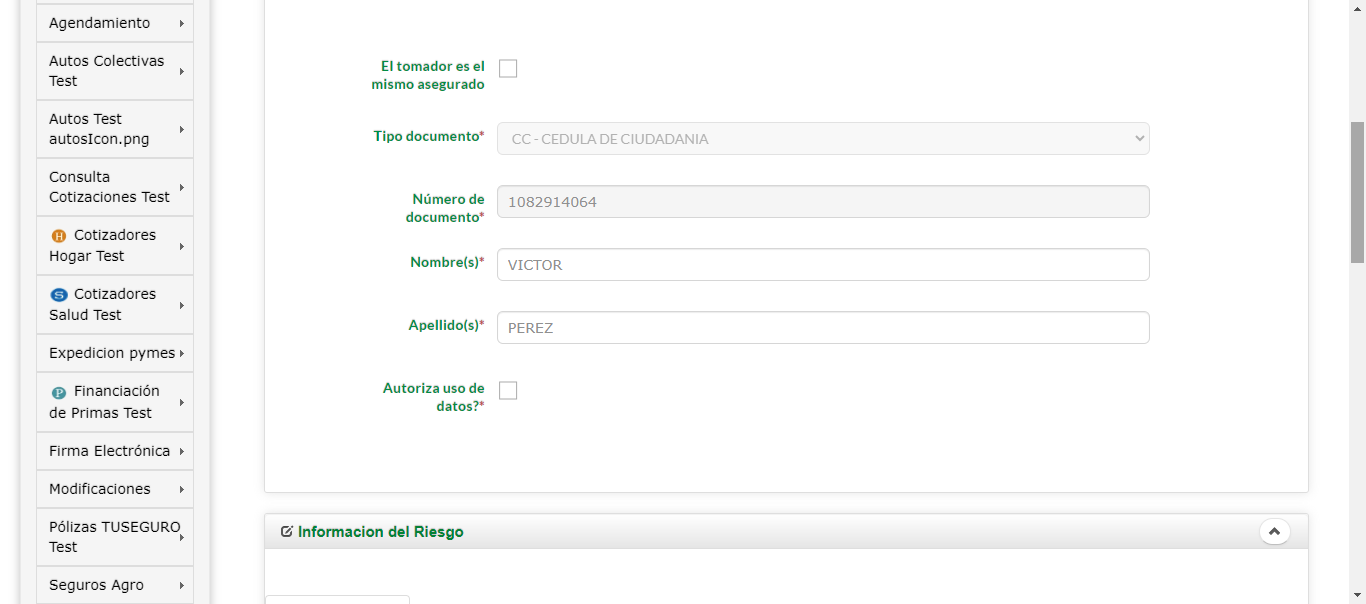 Agendamiento
Autos Colectivas
Test
Autos Test
autosIcon.png
Consulta
Cotizaciones Test
H Cotizadores
Hogar Test
S Cotizadores
Salud Test
Expedicion pymes
P Financiación
de Primas Test
Firma Electrónica
Modificaciones
Pólizas TUSEGURO
Test
Seguros Agro
El tomador es el
mismo asegurado
Tipo documento*
CC - CEDULA DE CIUDADANIA
Número de
documento*
1082914064
Nombre(s)*
VICTOR
Apellido(s)*
PEREZ
Autoriza uso de
datos?*
Informacion del Riesgo